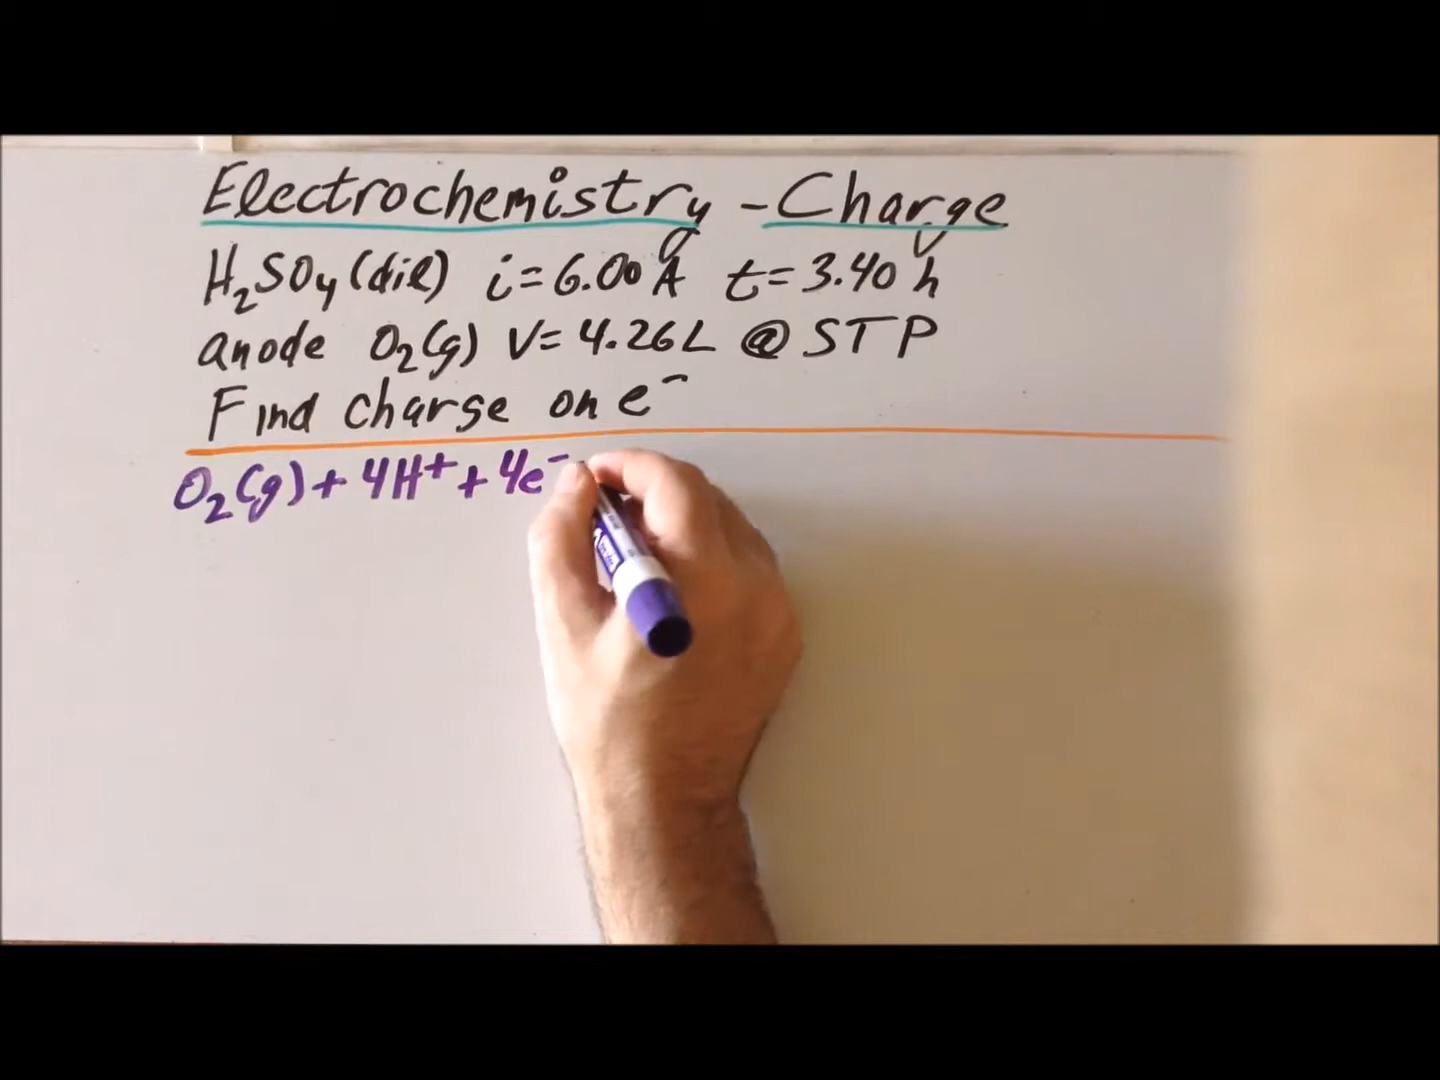 Electrochemistry - Charge
H₂SO₄(dil) i=6.00 A t=3.40 h
anode O₂(g) V=4.26L @ STP
Find charge on e⁻
O₂(g) + 4H⁺ + 4e⁻